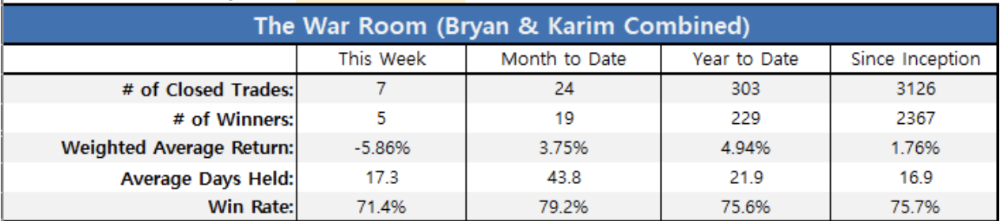 The War Room (Bryan & Karim Combined)
This Week Month to Date Year to Date Since Inception
# of Closed Trades: 7 24 303 3126
# of Winners: 5 19 229 2367
Weighted Average Return: -5.86% 3.75% 4.94% 1.76%
Average Days Held: 17.3 43.8 21.9 16.9
Win Rate: 71.4% 79.2% 75.6% 75.7%